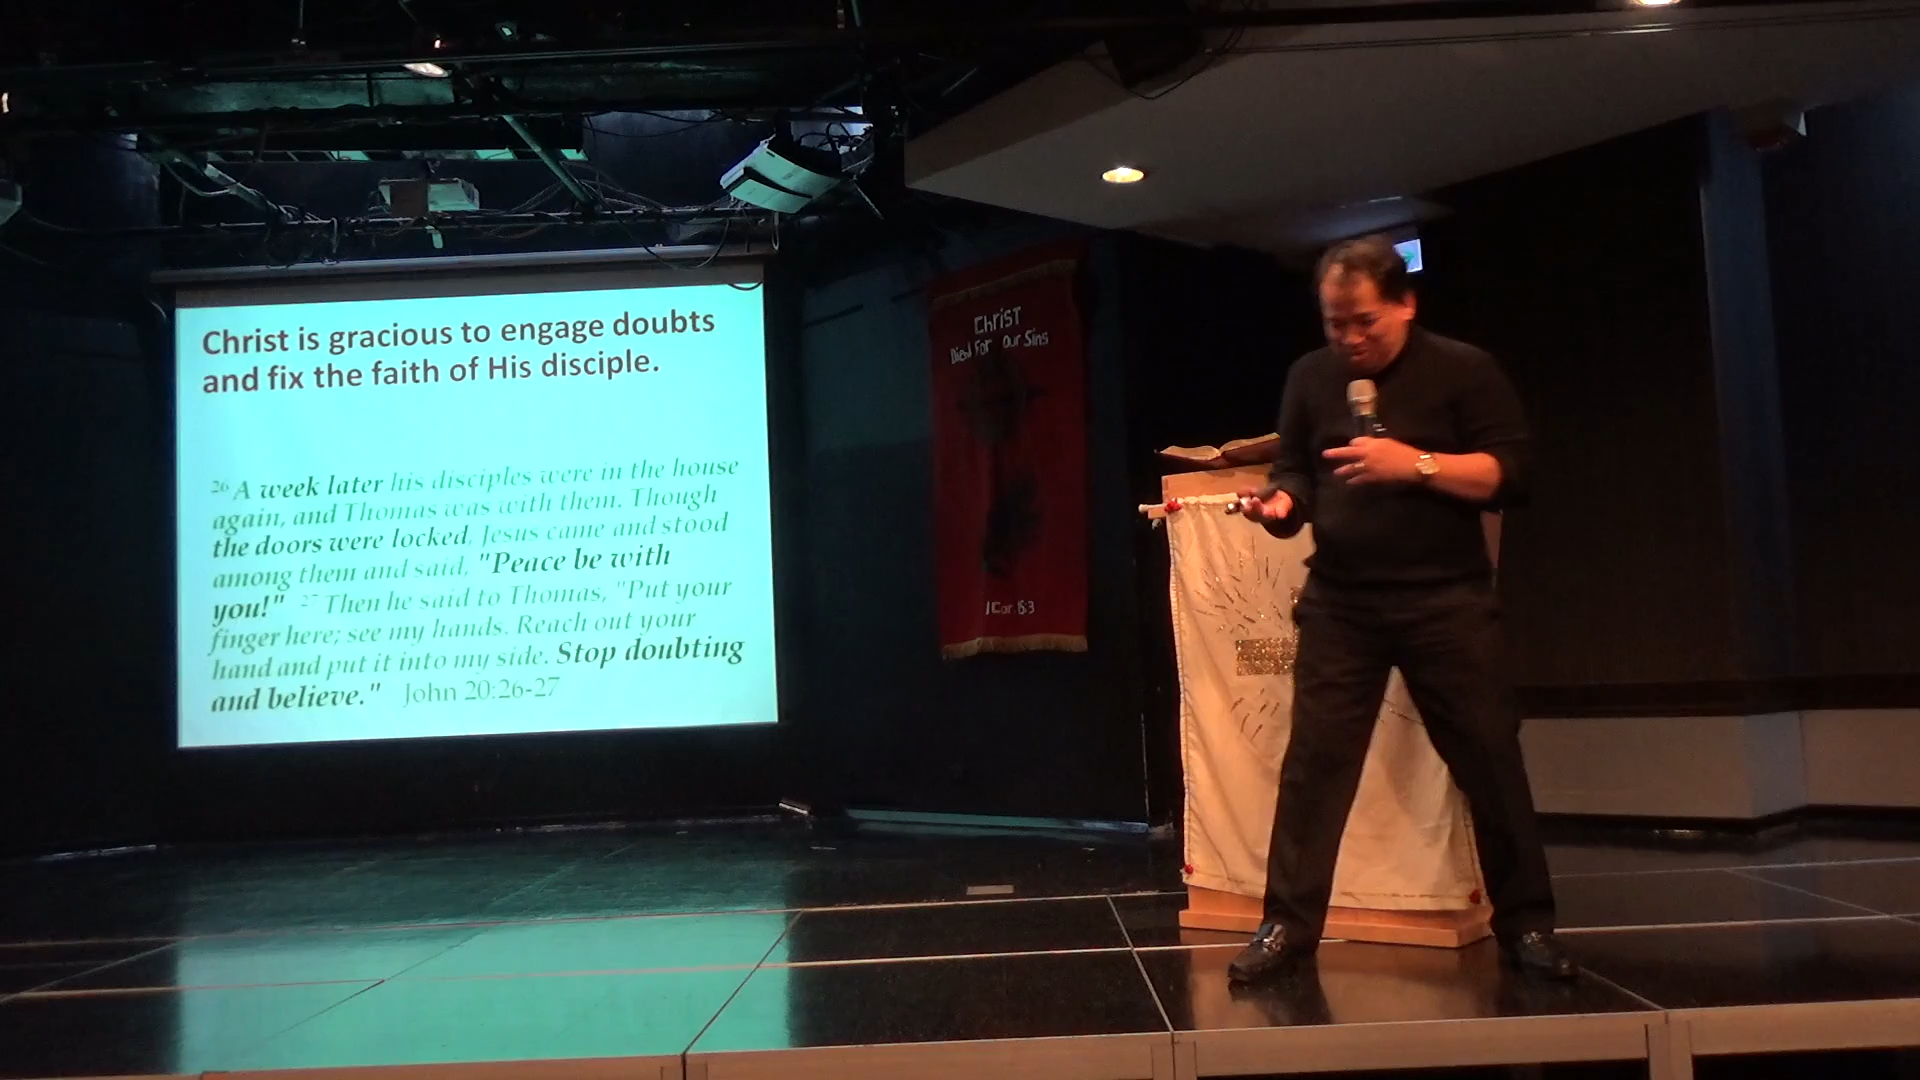 Christ is gracious to engage doubts
and fix the faith of His disciple.
26 A week later his disciples were in the house
again, and Thomas was with them. Though
the doors were locked, Jesus came and stood
among them and said, "Peace be with
you!" 27 Then he said to Thomas, "Put your
finger here; see my hands. Reach out your
hand and put it into my side. Stop doubting
and believe." John 20:26-27
Christ
Died For Our Sins
1 Cor. 15:3